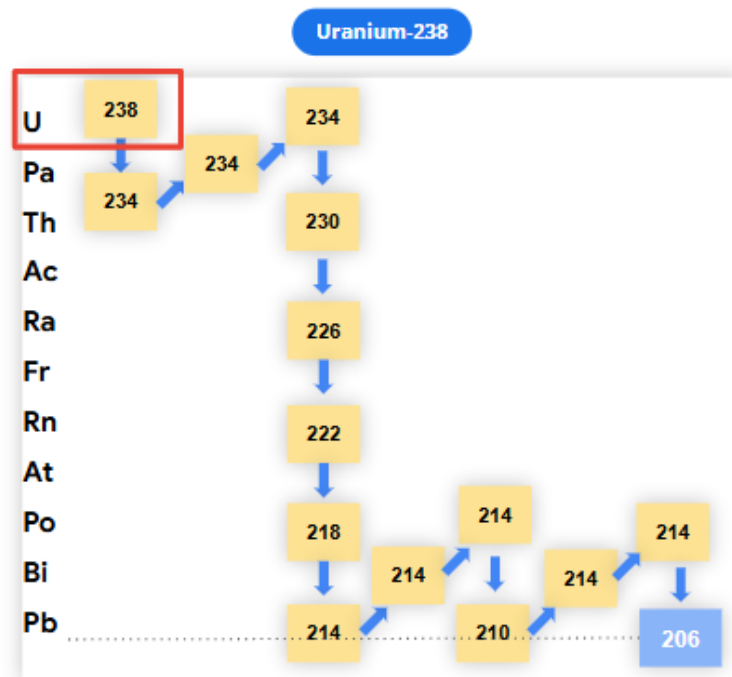 Uranium-238
U 238 234
Pa 234
234
Th 230
Ac
Ra 226
Fr
Rn 222
At
Po 218 214 214
Bi 214 214
Pb 214 210 206